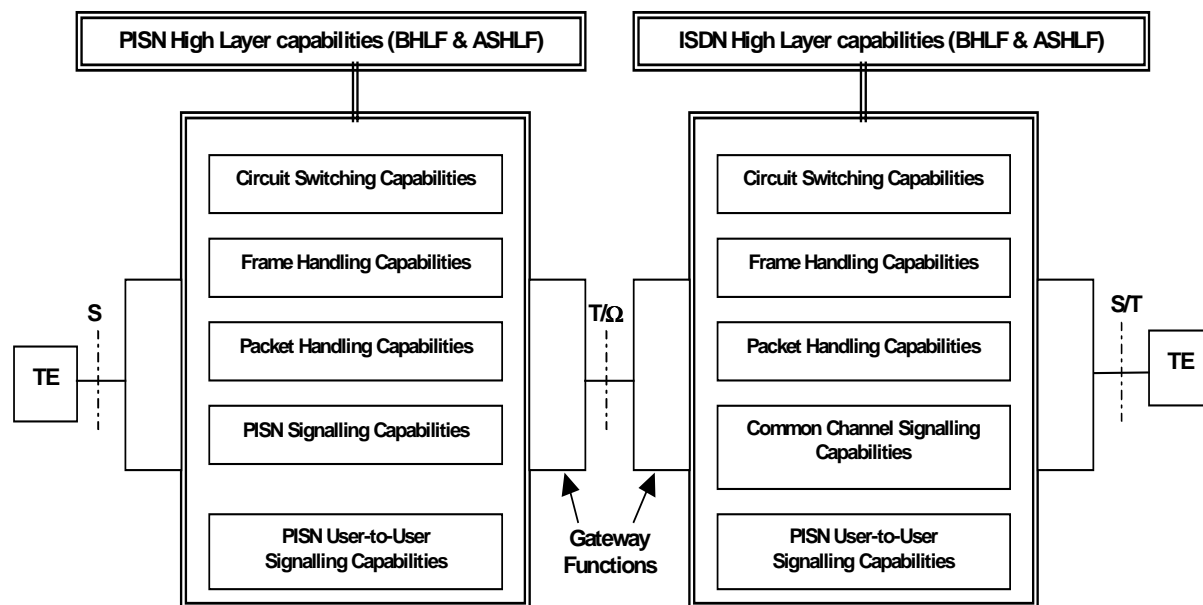 PISN High Layer capabilities (BHLF & ASHLF)
ISDN High Layer capabilities (BHLF & ASHLF)
Circuit Switching Capabilities
Frame Handling Capabilities
Packet Handling Capabilities
PISN Signalling Capabilities
PISN User-to-User
Signalling Capabilities
Circuit Switching Capabilities
Frame Handling Capabilities
Packet Handling Capabilities
Common Channel Signalling
Capabilities
PISN User-to-User
Signalling Capabilities
TE
S
T/Ω
S/T
TE
Gateway
Functions